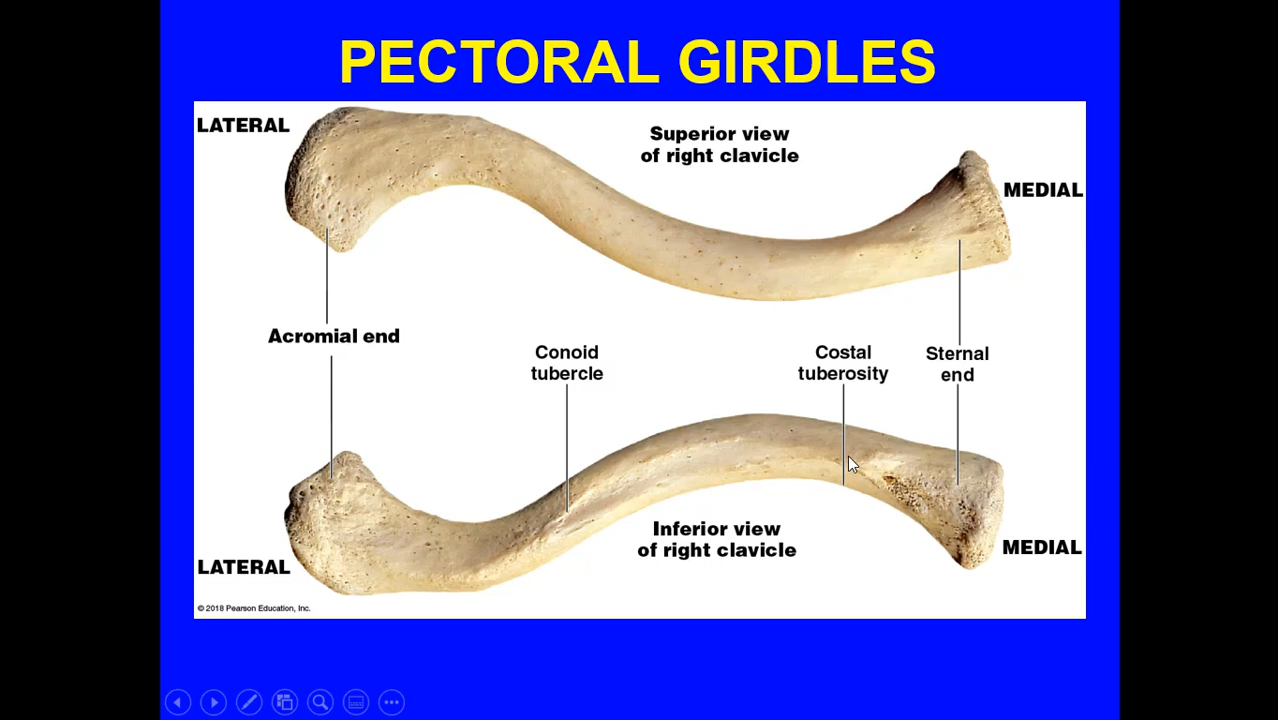 PECTORAL GIRDLES
LATERAL
Superior view
of right clavicle
MEDIAL
Acromial end
Conoid
tubercle
Costal
tuberosity
Sternal
end
Inferior view
of right clavicle
LATERAL
MEDIAL
© 2018 Pearson Education, Inc.